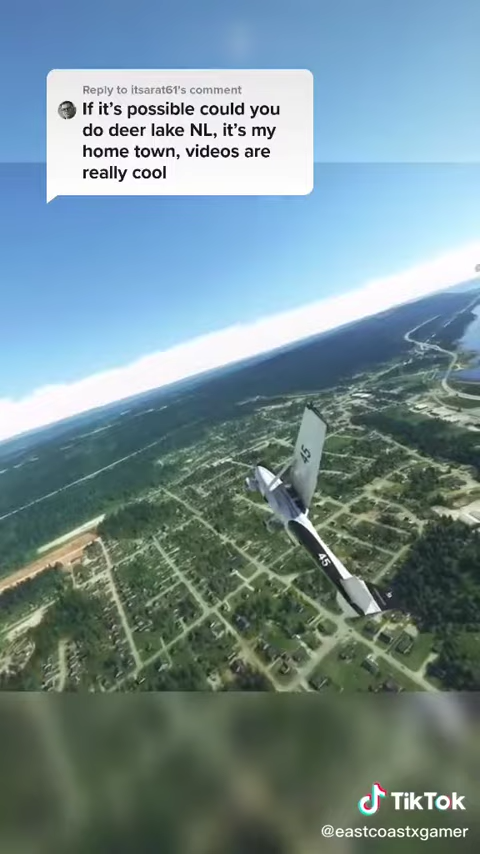 Reply to itsarat61's comment
If it's possible could you
do deer lake NL, it's my
home town, videos are
really cool
45
TikTok
@eastcoastxgamer